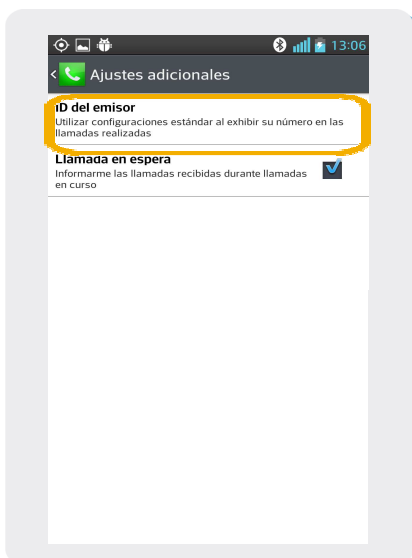 13:06
Ajustes adicionales
ID del emisor
Utilizar configuraciones estándar al exhibir su número en las
llamadas realizadas
Llamada en espera
Informarme las llamadas recibidas durante llamadas
en curso